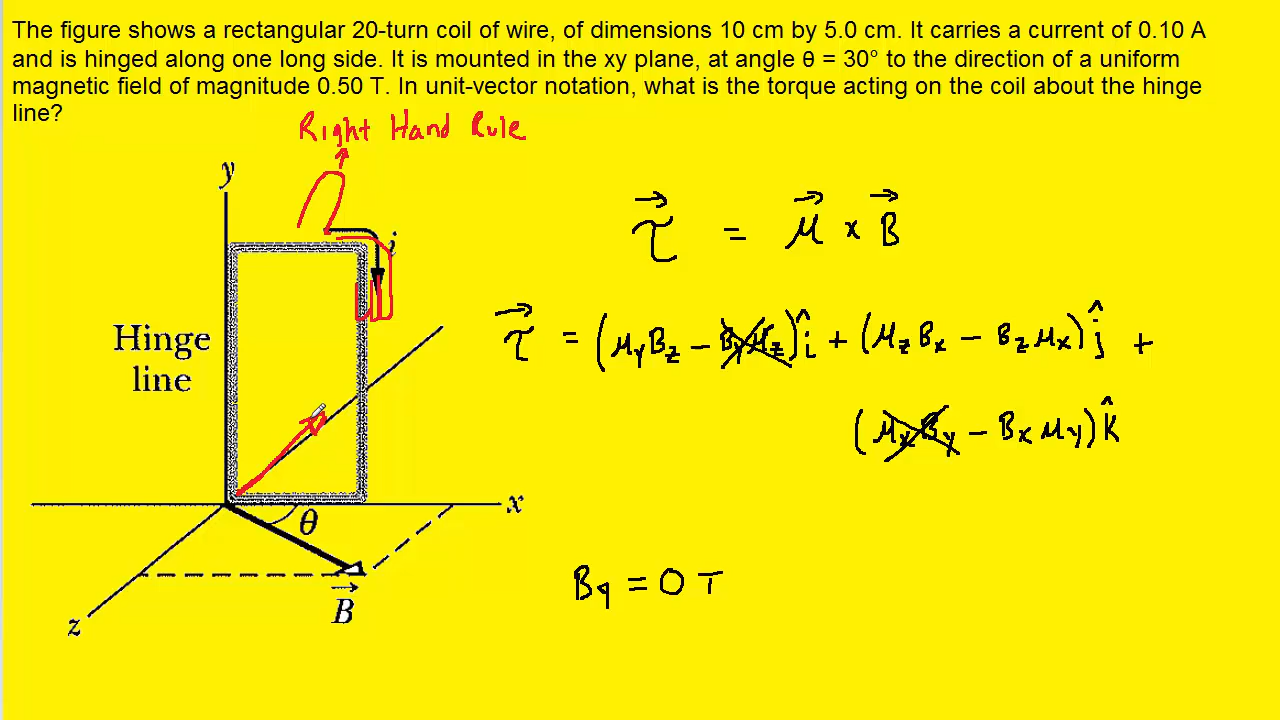 The figure shows a rectangular 20-turn coil of wire, of dimensions 10 cm by 5.0 cm. It carries a current of 0.10 A
and is hinged along one long side. It is mounted in the xy plane, at angle θ = 30° to the direction of a uniform
magnetic field of magnitude 0.50 T. In unit-vector notation, what is the torque acting on the coil about the hinge
line?
Right Hand Rule
y
i
Hinge
line
x
θ
B⃗
z
τ⃗ = μ⃗ x B⃗
τ⃗ = (μyBz - Byμz)î + (μzBx - Bzμx)ĵ +
(μxBy - Bxμy)k̂
By = 0 T